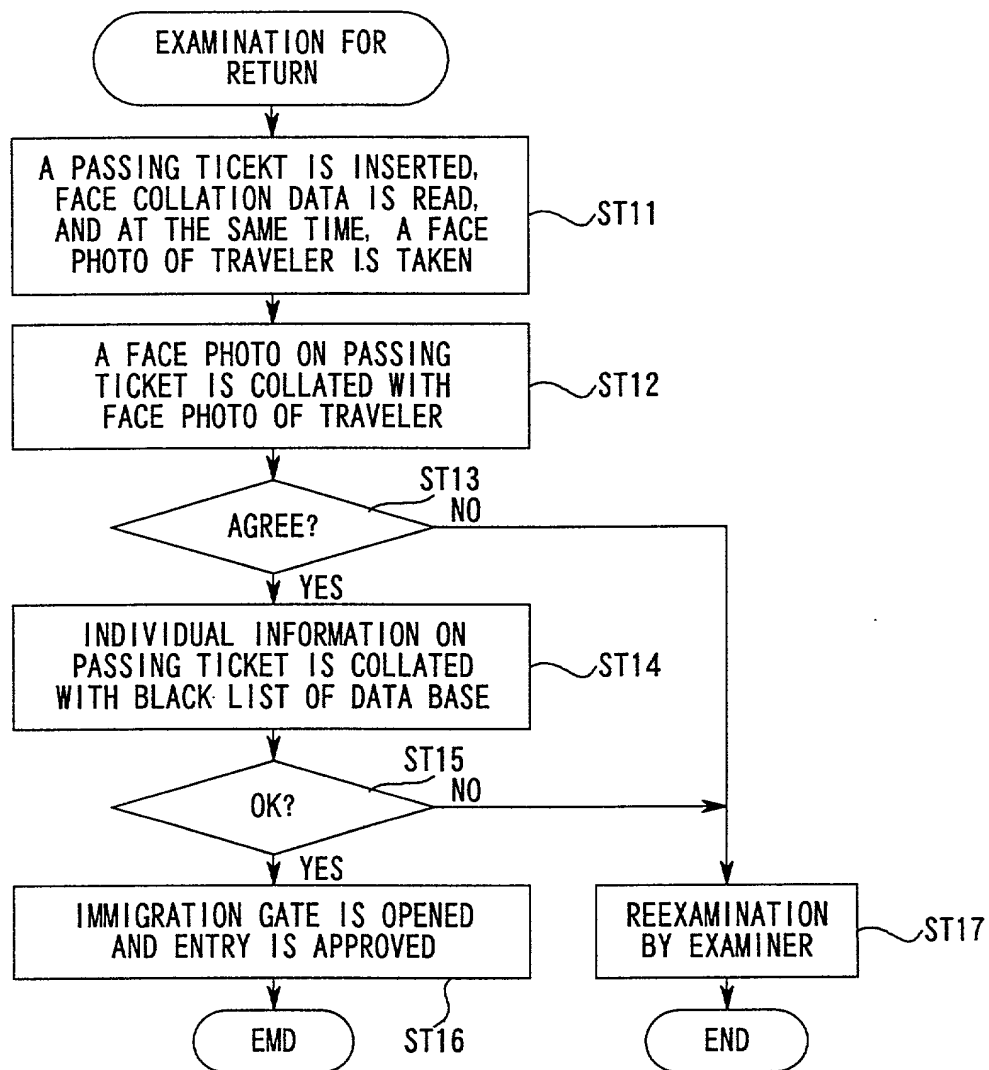 EXAMINATION FOR
RETURN
A PASSING TICEKT IS INSERTED,
FACE COLLATION DATA IS READ,
AND AT THE SAME TIME, A FACE
PHOTO OF TRAVELER IS TAKEN
ST11
A FACE PHOTO ON PASSING
TICKET IS COLLATED WITH
FACE PHOTO OF TRAVELER
ST12
ST13
AGREE?
NO
YES
INDIVIDUAL INFORMATION ON
PASSING TICKET IS COLLATED
WITH BLACK LIST OF DATA BASE
ST14
ST15
OK?
NO
YES
IMMIGRATION GATE IS OPENED
AND ENTRY IS APPROVED
ST16
REEXAMINATION
BY EXAMINER
ST17
EMD
END